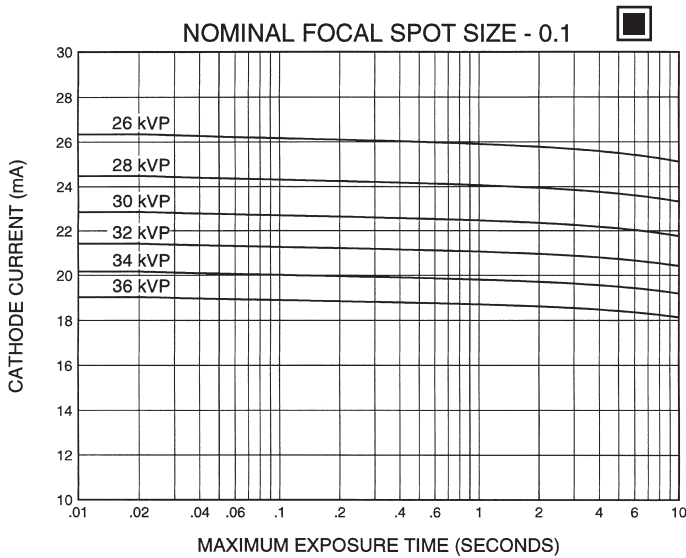 NOMINAL FOCAL SPOT SIZE - 0.1
30
28
26
24
22
20
18
16
14
12
10
CATHODE CURRENT (mA)
26 kVP
28 kVP
30 kVP
32 kVP
34 kVP
36 kVP
.01 .02 .04 .06 .1 .2 .4 .6 1 2 4 6 10
MAXIMUM EXPOSURE TIME (SECONDS)